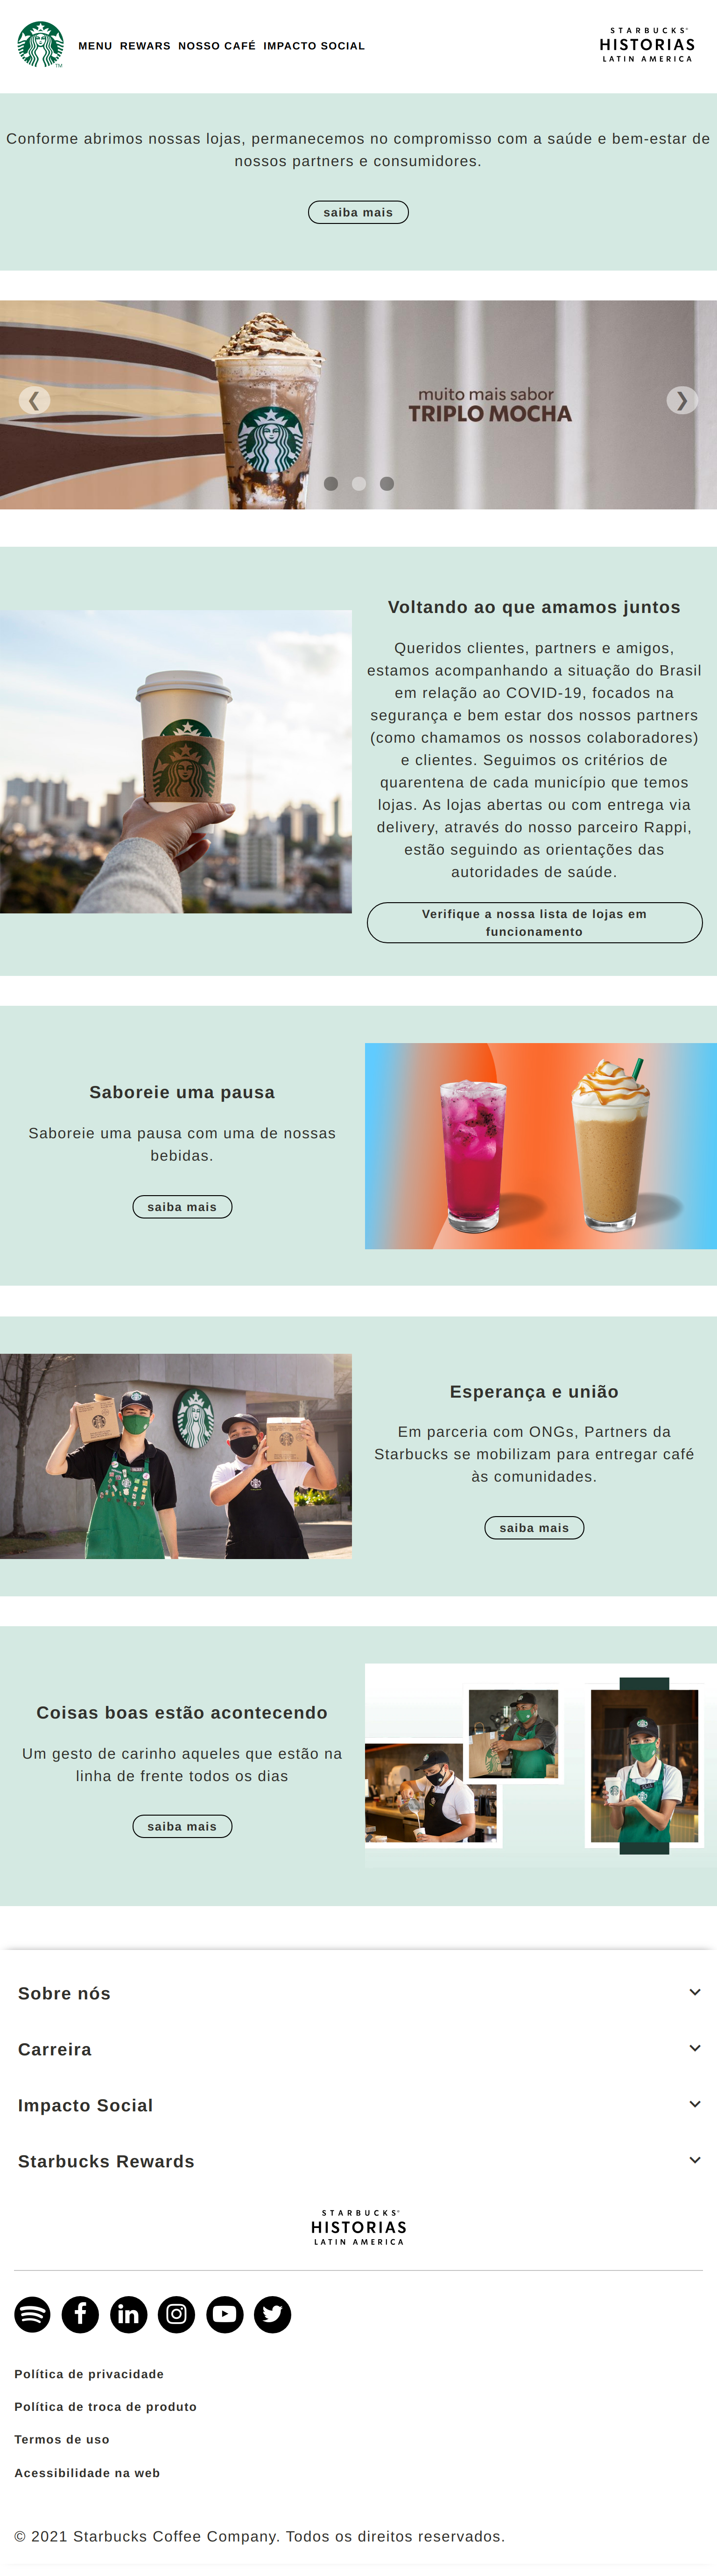 MENU REWARS NOSSO CAFÉ IMPACTO SOCIAL
STARBUCKS®
HISTORIAS
LATIN AMERICA
Conforme abrimos nossas lojas, permanecemos no compromisso com a saúde e bem-estar de
nossos partners e consumidores.
saiba mais
muito mais sabor
TRIPLO MOCHA
Voltando ao que amamos juntos
Queridos clientes, partners e amigos,
estamos acompanhando a situação do Brasil
em relação ao COVID-19, focados na
segurança e bem estar dos nossos partners
(como chamamos os nossos colaboradores)
e clientes. Seguimos os critérios de
quarentena de cada município que temos
lojas. As lojas abertas ou com entrega via
delivery, através do nosso parceiro Rappi,
estão seguindo as orientações das
autoridades de saúde.
Verifique a nossa lista de lojas em
funcionamento
Saboreie uma pausa
Saboreie uma pausa com uma de nossas
bebidas.
saiba mais
Esperança e união
Em parceria com ONGs, Partners da
Starbucks se mobilizam para entregar café
às comunidades.
saiba mais
Coisas boas estão acontecendo
Um gesto de carinho aqueles que estão na
linha de frente todos os dias
saiba mais
Sobre nós
Carreira
Impacto Social
Starbucks Rewards
STARBUCKS®
HISTORIAS
LATIN AMERICA
Política de privacidade
Política de troca de produto
Termos de uso
Acessibilidade na web
© 2021 Starbucks Coffee Company. Todos os direitos reservados.